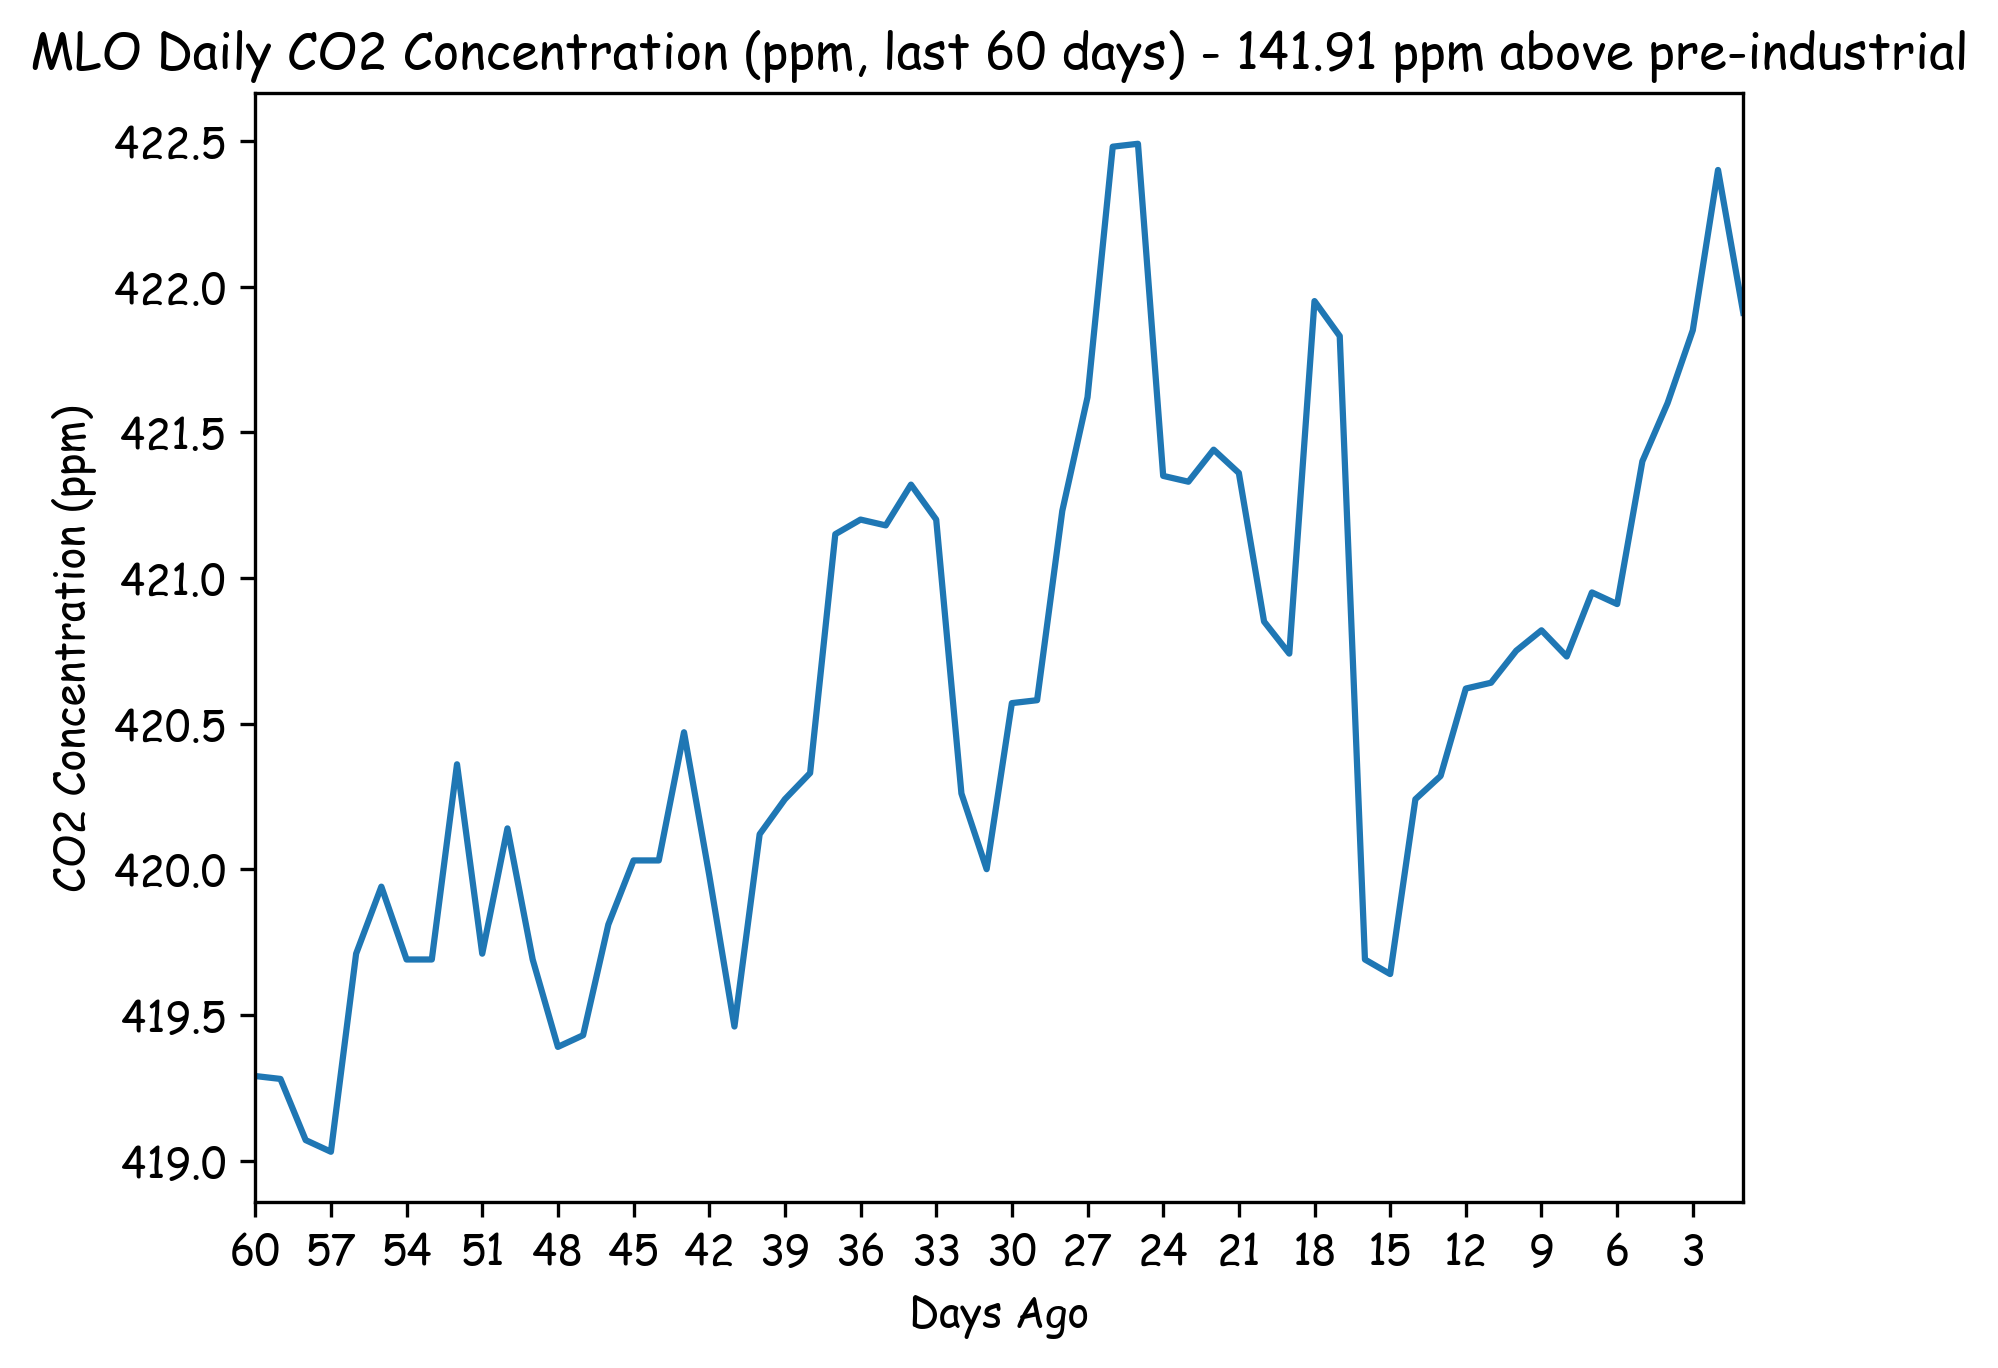 MLO Daily CO2 Concentration (ppm, last 60 days) - 141.91 ppm above pre-industrial
CO2 Concentration (ppm)
422.5
422.0
421.5
421.0
420.5
420.0
419.5
419.0
60 57 54 51 48 45 42 39 36 33 30 27 24 21 18 15 12 9 6 3
Days Ago